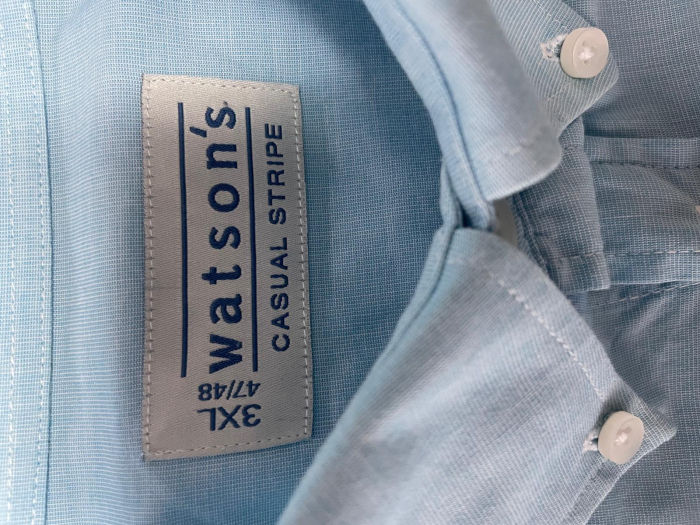 watson's
CASUAL STRIPE
3XL
47/48